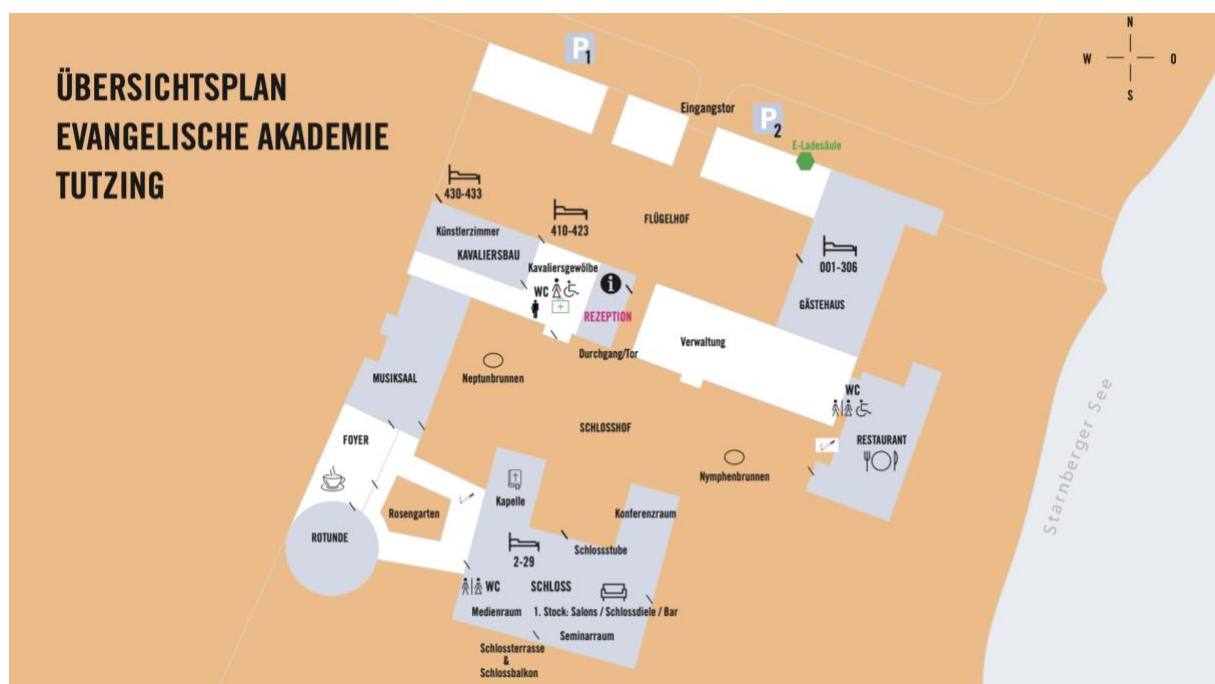 ÜBERSICHTSPLAN
EVANGELISCHE AKADEMIE
TUTZING
P1
N
W O
S
Eingangstor
P2
E-Ladesäule
430-433
410-423
FLÜGELHOF
Künstlerzimmer
KAVALIERSBAU
Kavaliersgewölbe
001-306
WC
i
REZEPTION
GÄSTEHAUS
Durchgang/Tor
Verwaltung
MUSIKSAAL
Neptunbrunnen
WC
SCHLOSSHOF
FOYER
RESTAURANT
Nymphenbrunnen
Starnberger See
Kapelle
Rosengarten
Konferenzraum
ROTUNDE
Schlossstube
2-29
WC
SCHLOSS
Medienraum
1. Stock: Salons / Schlossdiele / Bar
Seminarraum
Schlossterrasse
&
Schlossbalkon